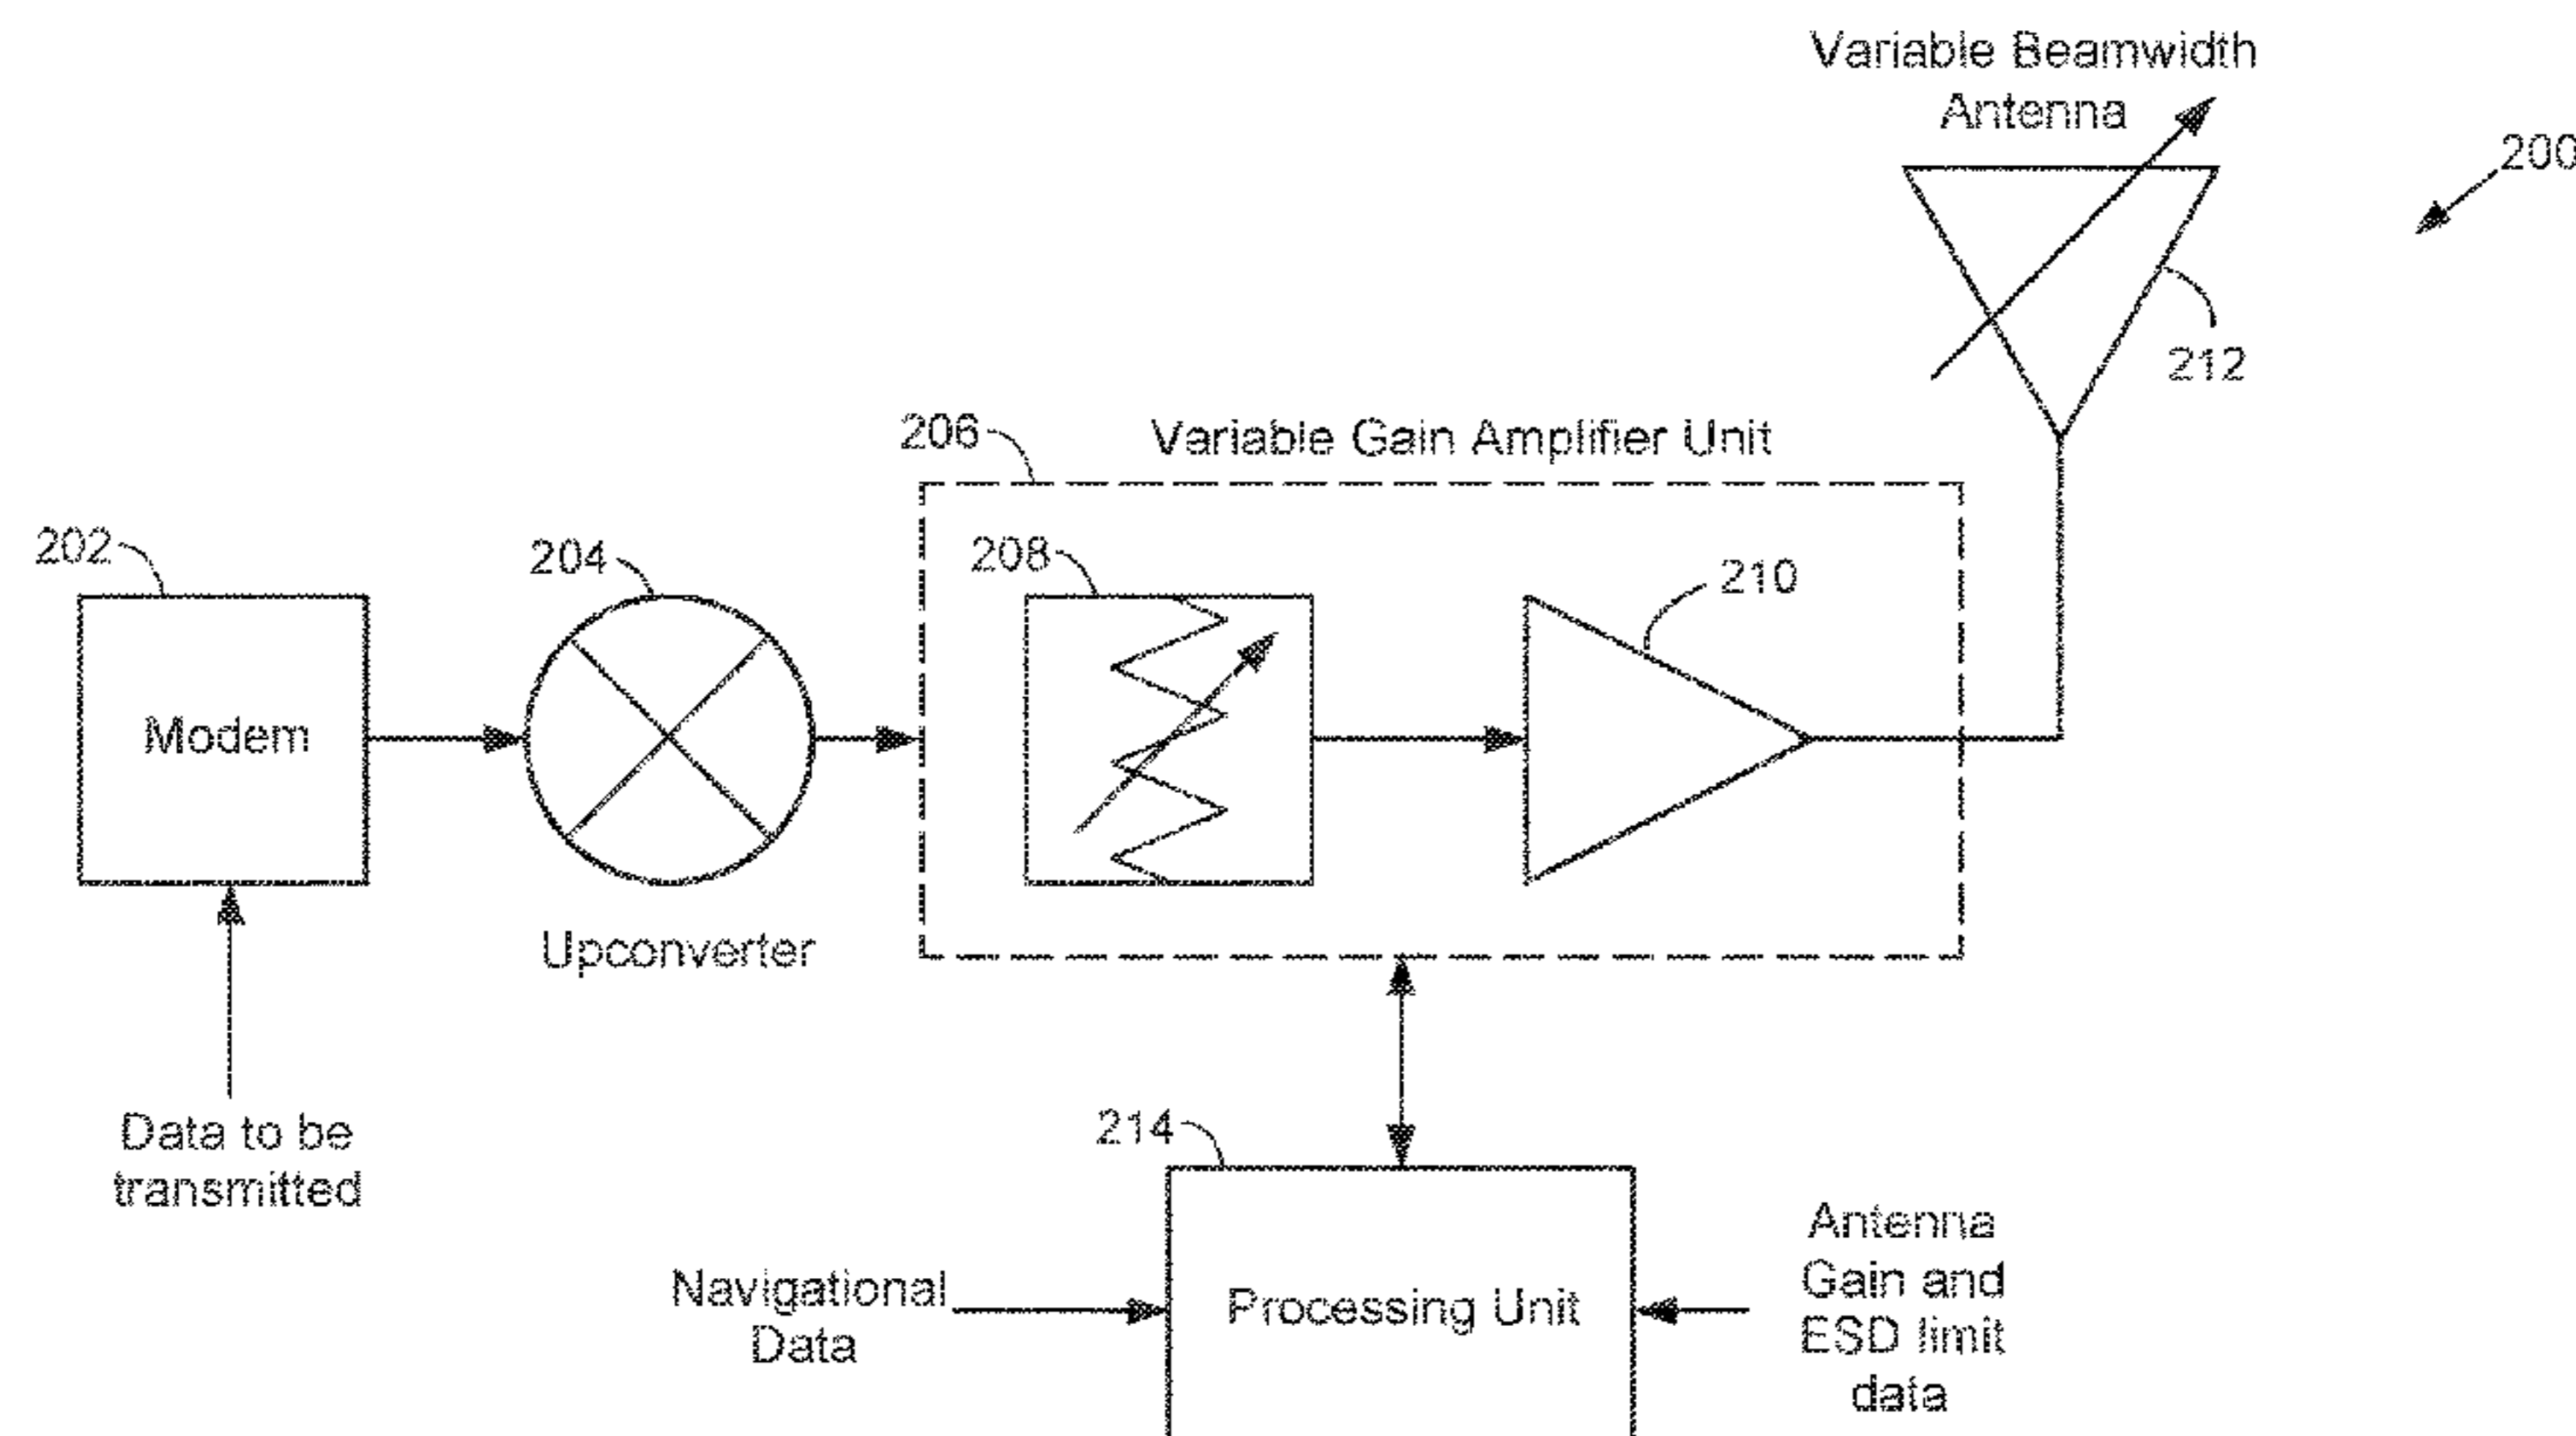 Variable Beamwidth
Antenna
200
212
206
Variable Gain Amplifier Unit
202
204
208
210
Modem
Upconverter
Data to be
transmitted
214
Navigational
Data
Processing Unit
Antenna
Gain and
ESD limit
data